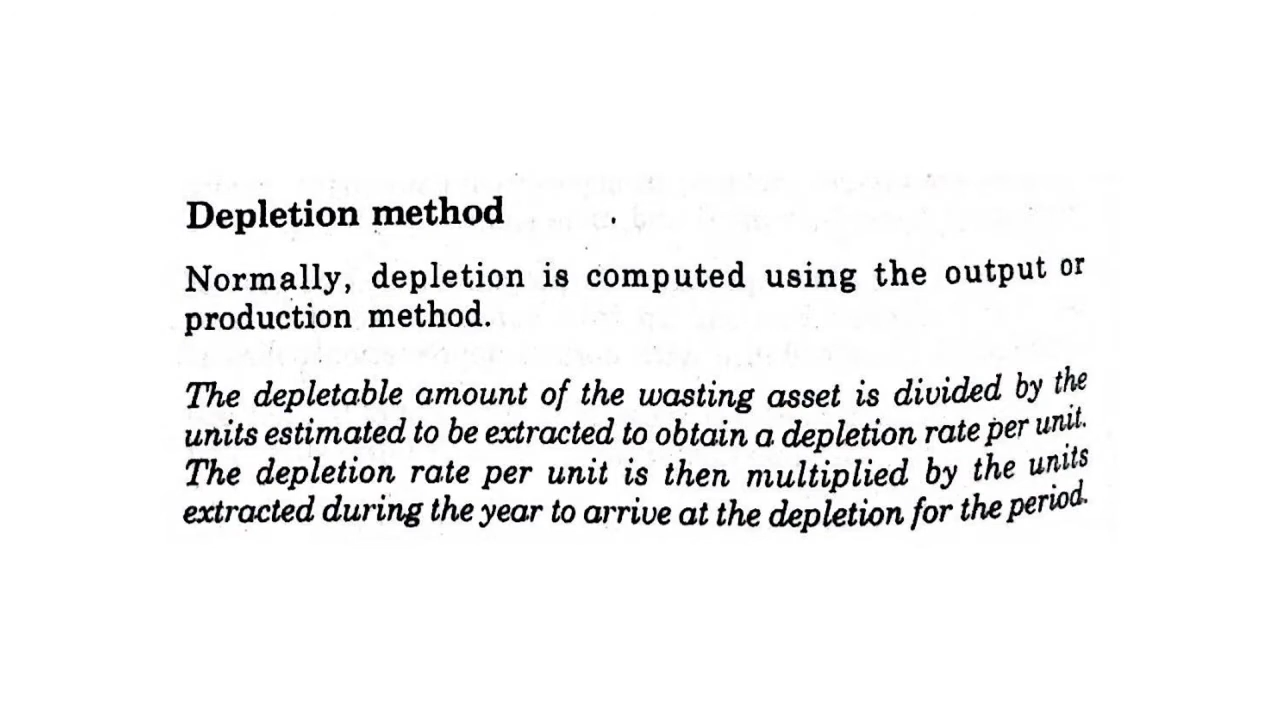 Depletion method
Normally, depletion is computed using the output or
production method.
The depletable amount of the wasting asset is divided by the
units estimated to be extracted to obtain a depletion rate per unit.
The depletion rate per unit is then multiplied by the units
extracted during the year to arrive at the depletion for the period.